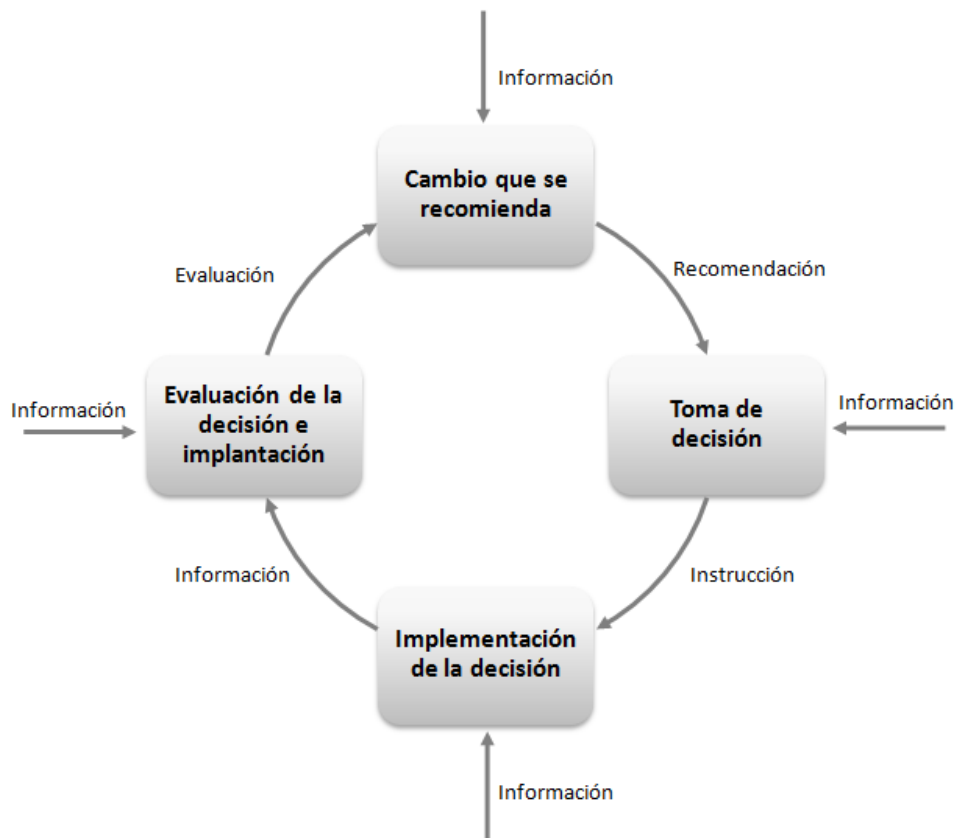 Información
Cambio que se
recomienda
Evaluación
Recomendación
Evaluación de la
decisión e
implantación
Información
Toma de
decisión
Información
Información
Instrucción
Implementación
de la decisión
Información